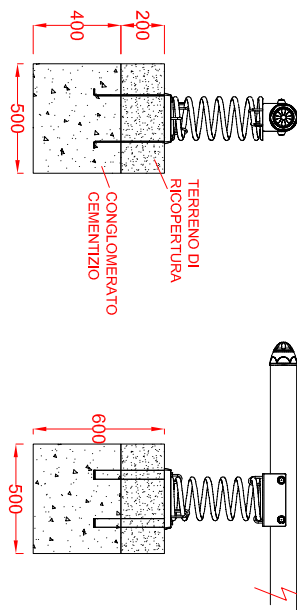 400
200
500
TERRENO DI
RICOPERTURA
CONGLOMERATO
CEMENTIZIO
600
500